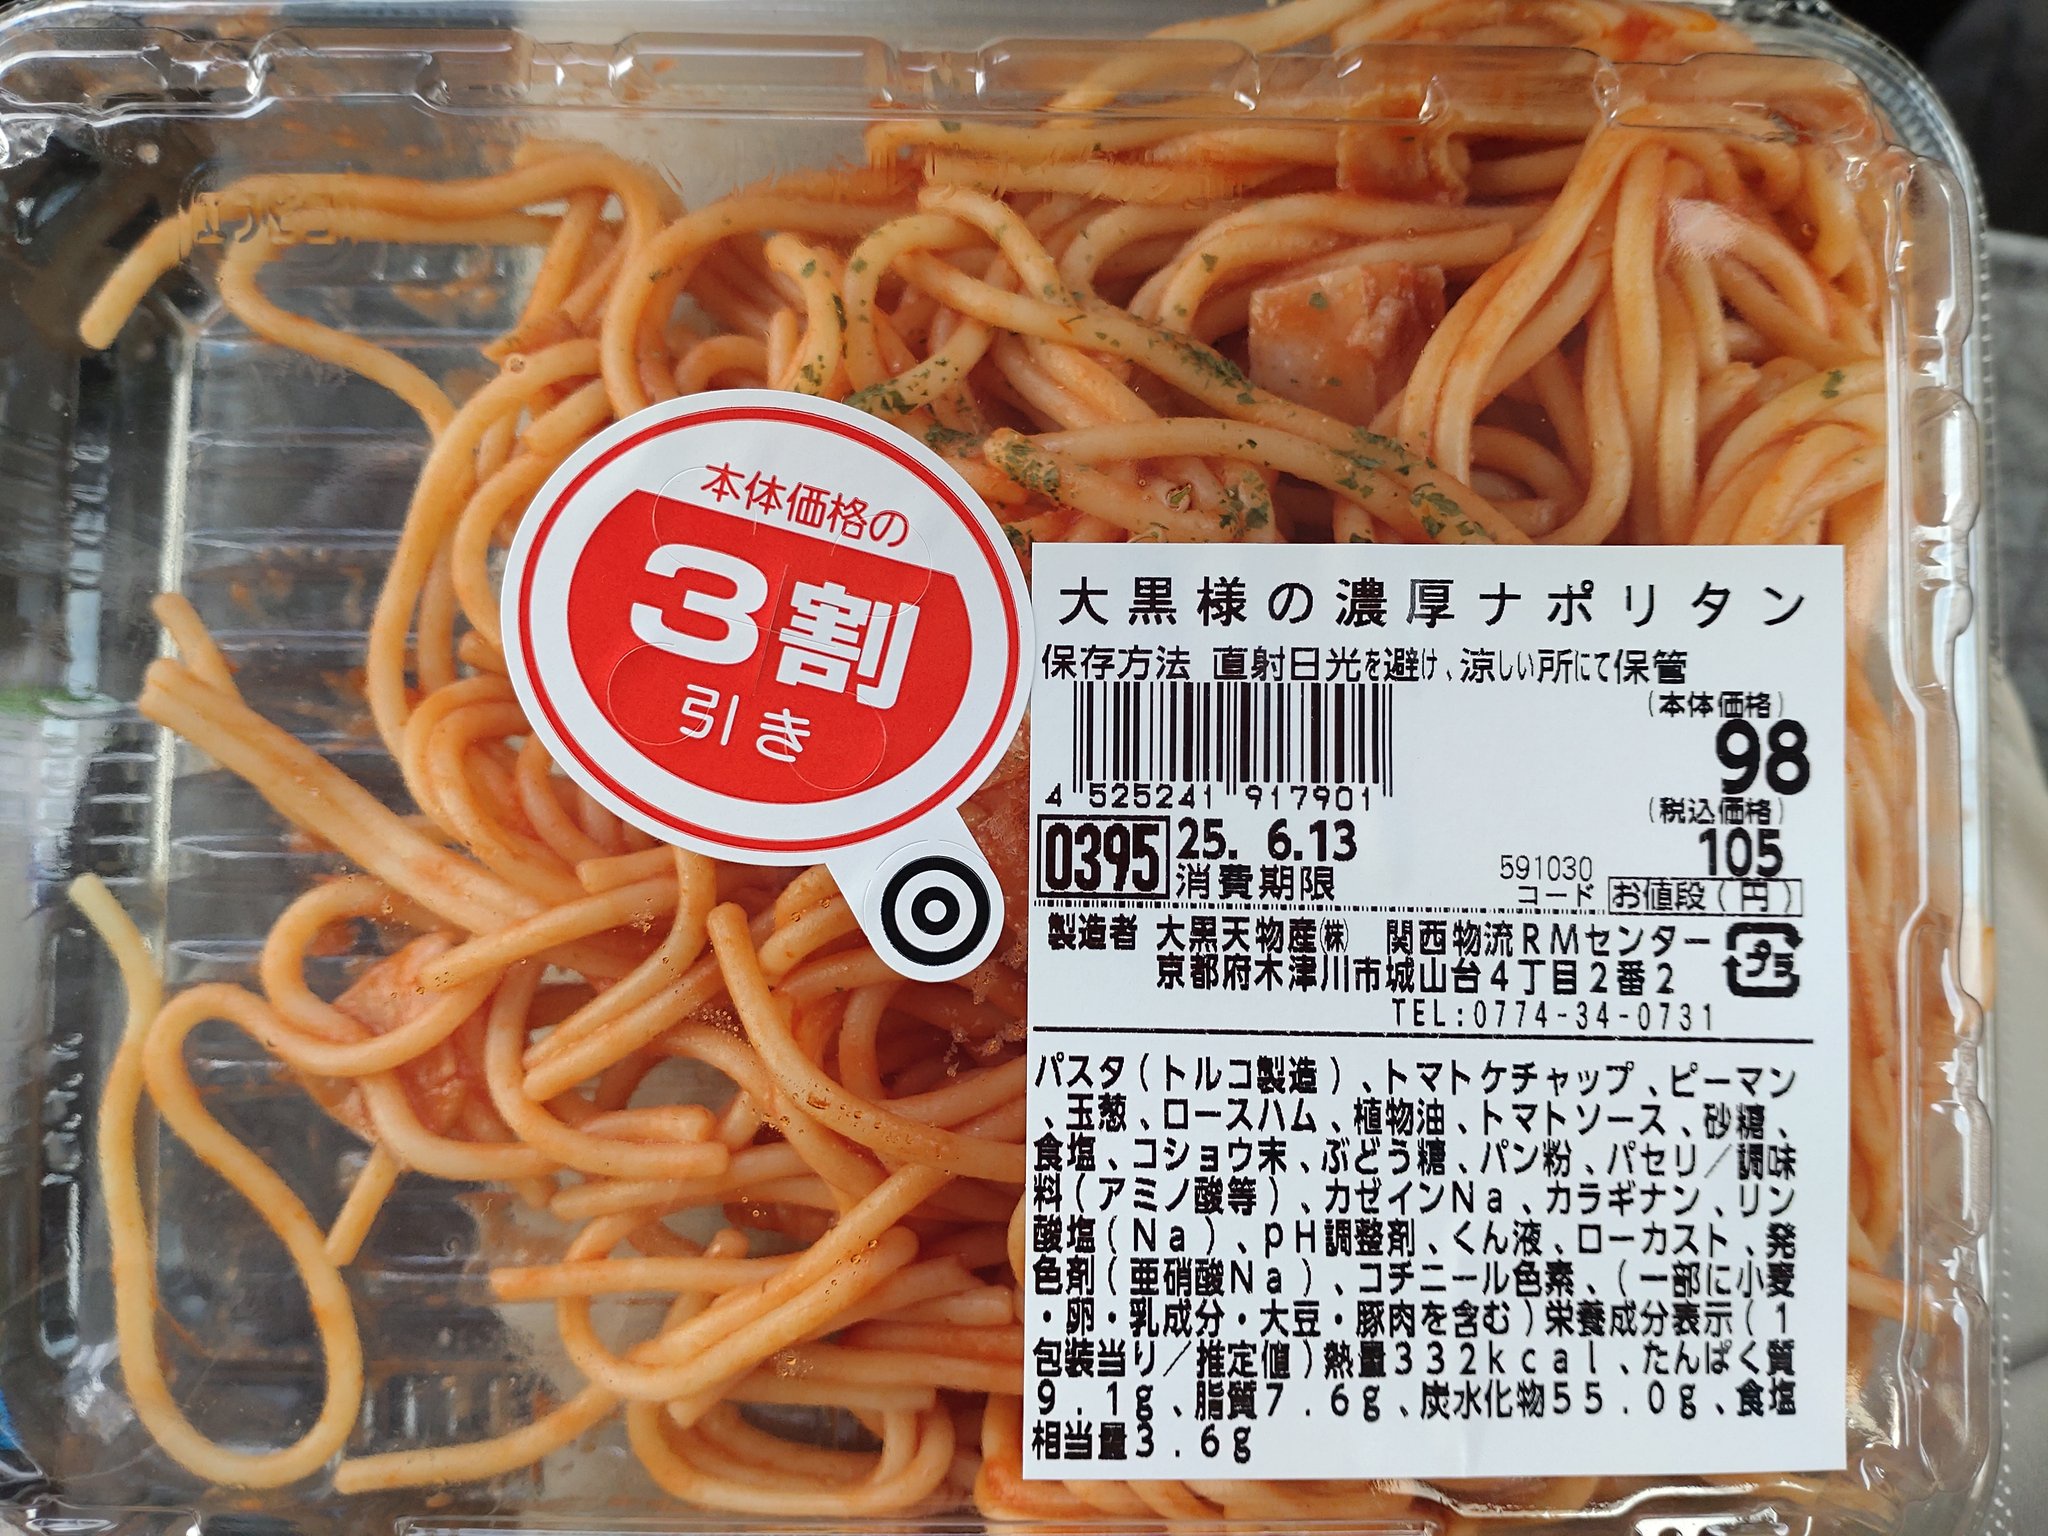 本体価格の
3割
引き
大黒様の濃厚ナポリタン
保存方法 直射日光を避け、涼しい戸所にて保管
(本体価格)
98
4 525241 917901
(税込価格)
105
0395 25. 6.13
消費期限
591030
コード お値段(円)
製造者 大黒天物産㈱ 関西物流RMセンター
京都府木津川市城山台4丁目2番2
プラ
TEL:0774-34-0731
パスタ(トルコ製造)、トマトケチャップ、ピーマン
、玉葱、ロースハム、植物油、トマトソース、砂糖、
食塩、コショウ末、ぶどう糖、パン粉、パセリ/調味
料(アミノ酸等)、カゼインNa、カラギナン、リン
酸塩(Na)、pH調整剤、くん液、ローカスト、発
色剤(亜硝酸Na)、コチニール色素、(一部に小麦
・卵・乳成分・大豆・豚肉を含む)栄養成分表示(1
包装当り/推定値)熱量332kcal、たんぱく質
9.1g、脂質7.6g、炭水化物55.0g、食塩
相当量3.6g